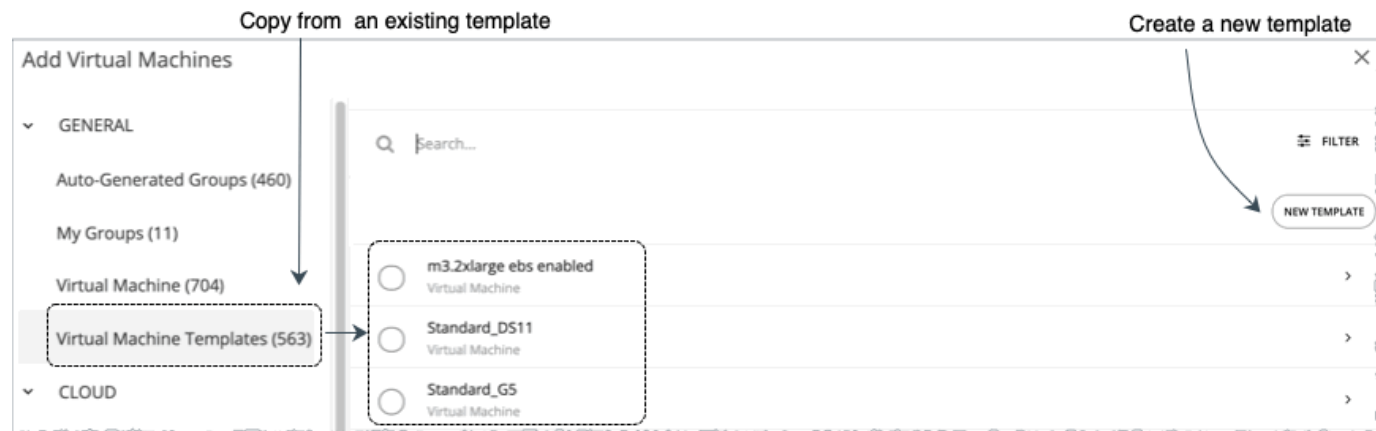 Copy from an existing template
Create a new template
Add Virtual Machines
GENERAL
Auto-Generated Groups (460)
My Groups (11)
Virtual Machine (704)
Virtual Machine Templates (563)
CLOUD
Search...
FILTER
NEW TEMPLATE
m3.2xlarge ebs enabled
Virtual Machine
Standard_DS11
Virtual Machine
Standard_G5
Virtual Machine